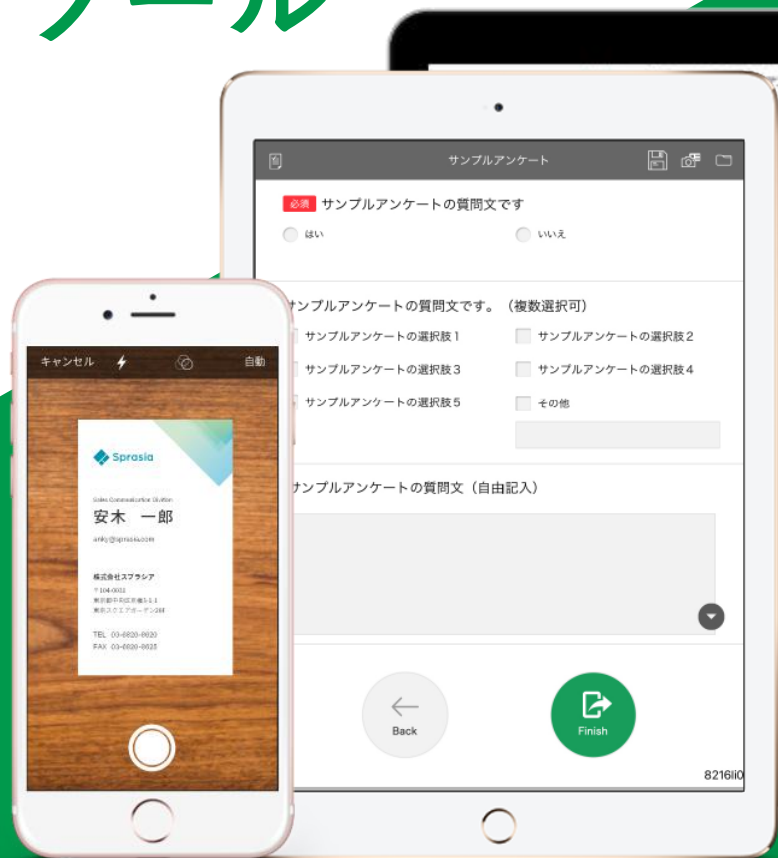 ツール
サンプルアンケート
必須 サンプルアンケートの質問文です
はい
いいえ
サンプルアンケートの質問文です。（複数選択可）
サンプルアンケートの選択肢1
サンプルアンケートの選択肢2
サンプルアンケートの選択肢3
サンプルアンケートの選択肢4
サンプルアンケートの選択肢5
その他
サンプルアンケートの質問文（自由記入）
Back
Finish
8216li0
キャンセル
自動
Sprasia
Sales Communication Division
安木 一郎
株式会社スプラシア